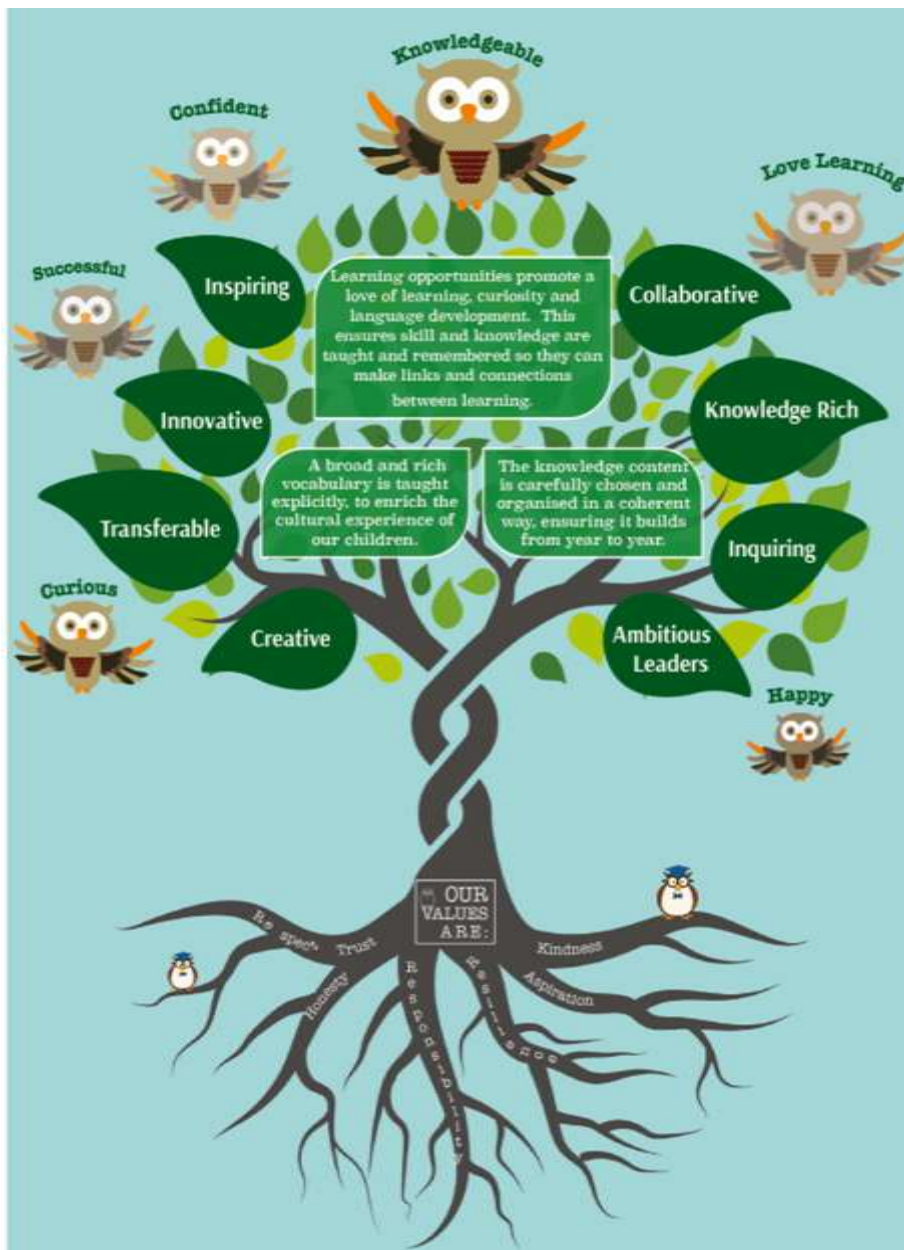 Knowledgeable
Confident
Love Learning
Successful
Inspiring
Learning opportunities promote a
love of learning, curiosity and
language development. This
ensures skill and knowledge are
taught and remembered so they can
make links and connections
between learning.
Collaborative
Innovative
Knowledge Rich
A broad and rich
vocabulary is taught
explicitly, to enrich the
cultural experience of
our children.
The knowledge content
is carefully chosen and
organised in a coherent
way, ensuring it builds
from year to year.
Transferable
Inquiring
Curious
Creative
Ambitious
Leaders
Happy
OUR
VALUES
ARE:
Respect
Trust
Honesty
Responsibility
Resilience
Aspiration
Kindness